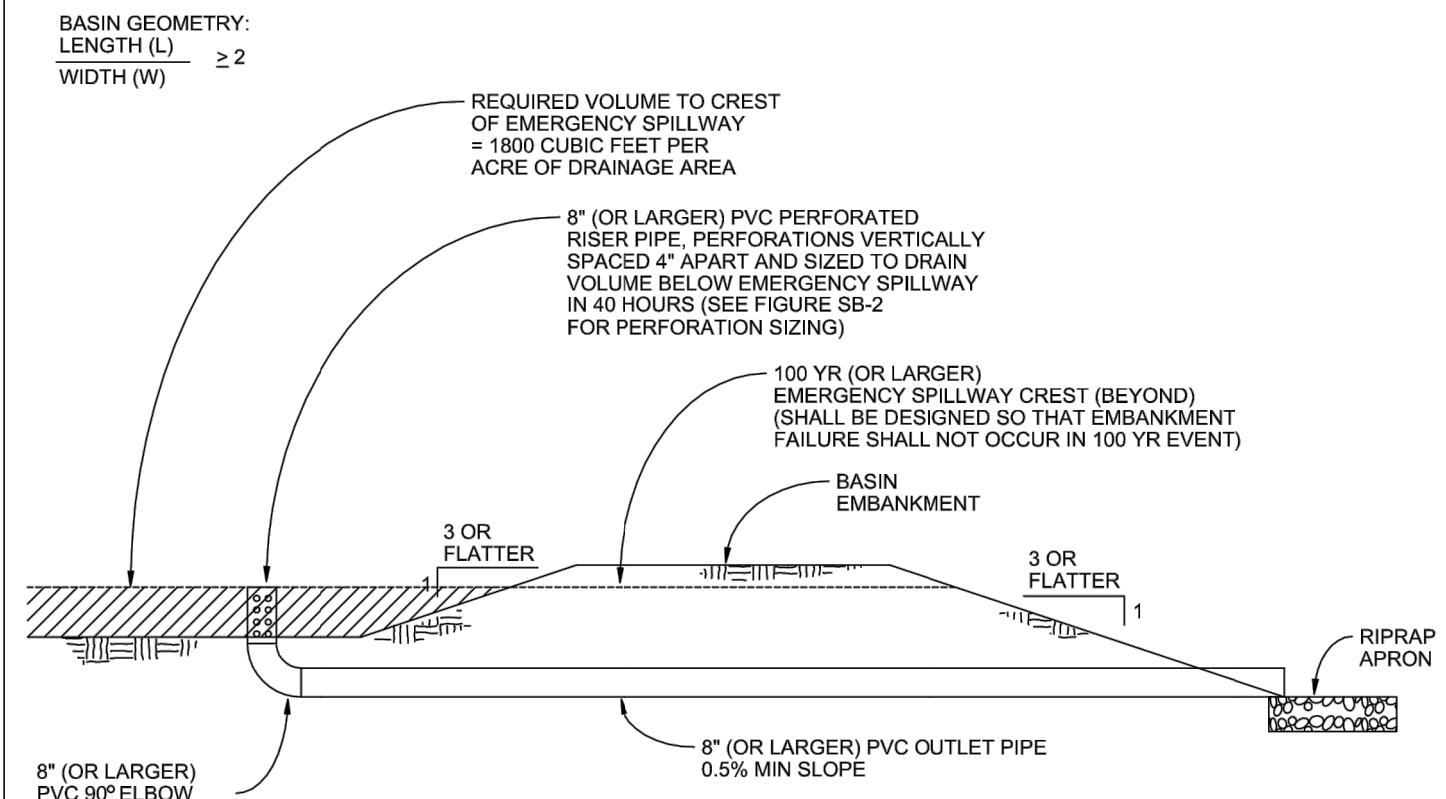 BASIN GEOMETRY:
LENGTH (L)
WIDTH (W)
≥ 2
REQUIRED VOLUME TO CREST
OF EMERGENCY SPILLWAY
= 1800 CUBIC FEET PER
ACRE OF DRAINAGE AREA
8" (OR LARGER) PVC PERFORATED
RISER PIPE, PERFORATIONS VERTICALLY
SPACED 4" APART AND SIZED TO DRAIN
VOLUME BELOW EMERGENCY SPILLWAY
IN 40 HOURS (SEE FIGURE SB-2
FOR PERFORATION SIZING)
100 YR (OR LARGER)
EMERGENCY SPILLWAY CREST (BEYOND)
(SHALL BE DESIGNED SO THAT EMBANKMENT
FAILURE SHALL NOT OCCUR IN 100 YR EVENT)
BASIN
EMBANKMENT
3 OR
FLATTER
1
3 OR
FLATTER
1
RIPRAP
APRON
8" (OR LARGER) PVC OUTLET PIPE
0.5% MIN SLOPE
8" (OR LARGER)
PVC 90º ELBOW